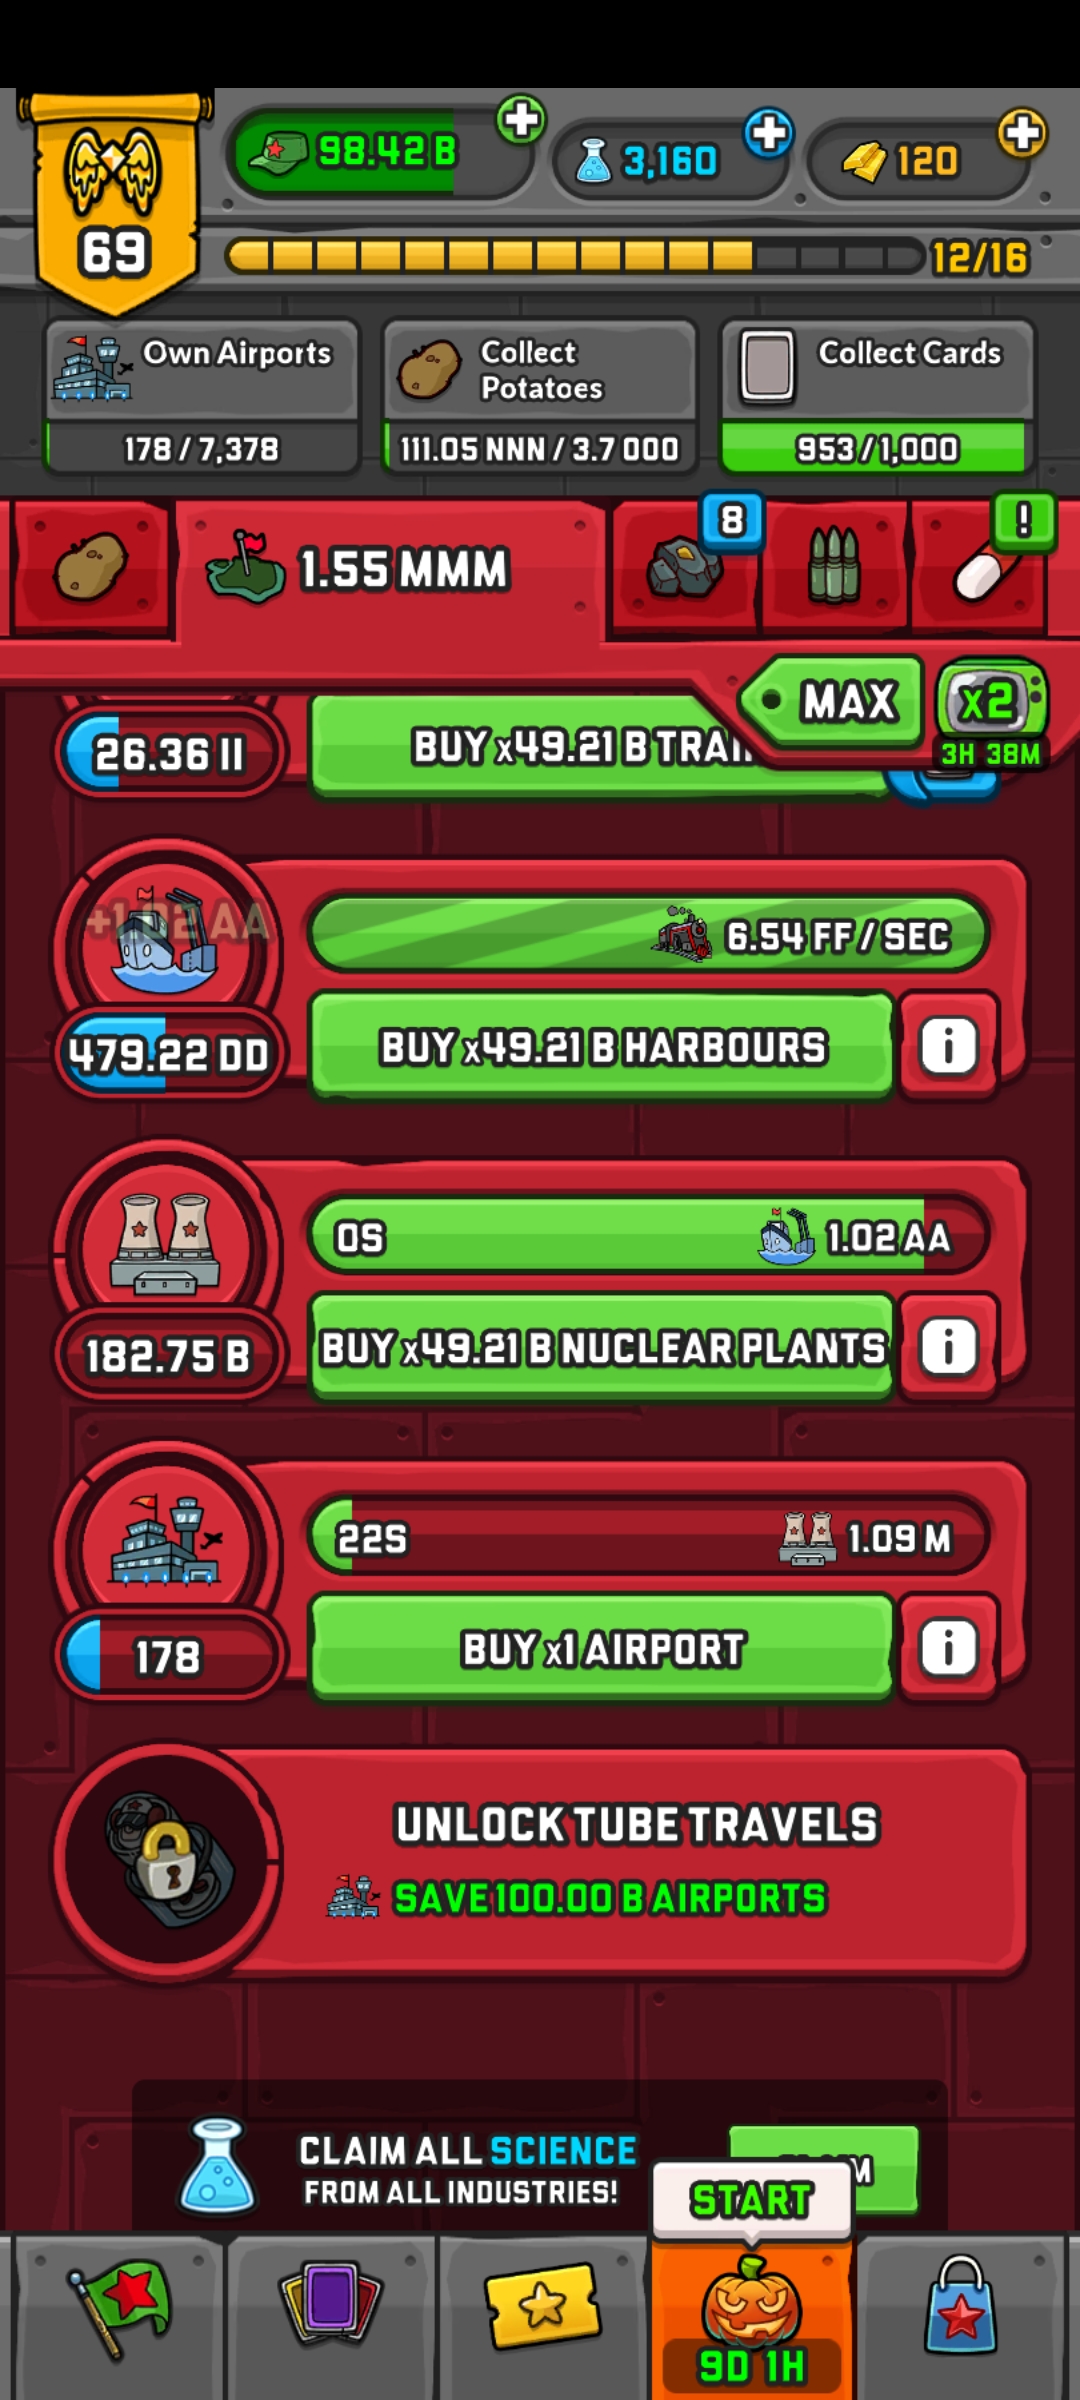 69
98.42 B
3,160
120
12/16
Own Airports
178 / 7,378
Collect
Potatoes
111.05 NNN / 3.7 OOO
Collect Cards
953 / 1,000
1.55 MMM
8
!
MAX
x2
3H 38M
26.36 II
BUY x49.21 B
+1.02 AA
6.54 FF / SEC
479.22 DD
BUY x49.21 B HARBOURS
i
0S
1.02 AA
182.75 B
BUY x49.21 B NUCLEAR PLANTS
i
22S
1.09 M
178
BUY x1 AIRPORT
i
UNLOCK TUBE TRAVELS
SAVE 100.00 B AIRPORTS
CLAIM ALL SCIENCE
FROM ALL INDUSTRIES!
START
9D 1H